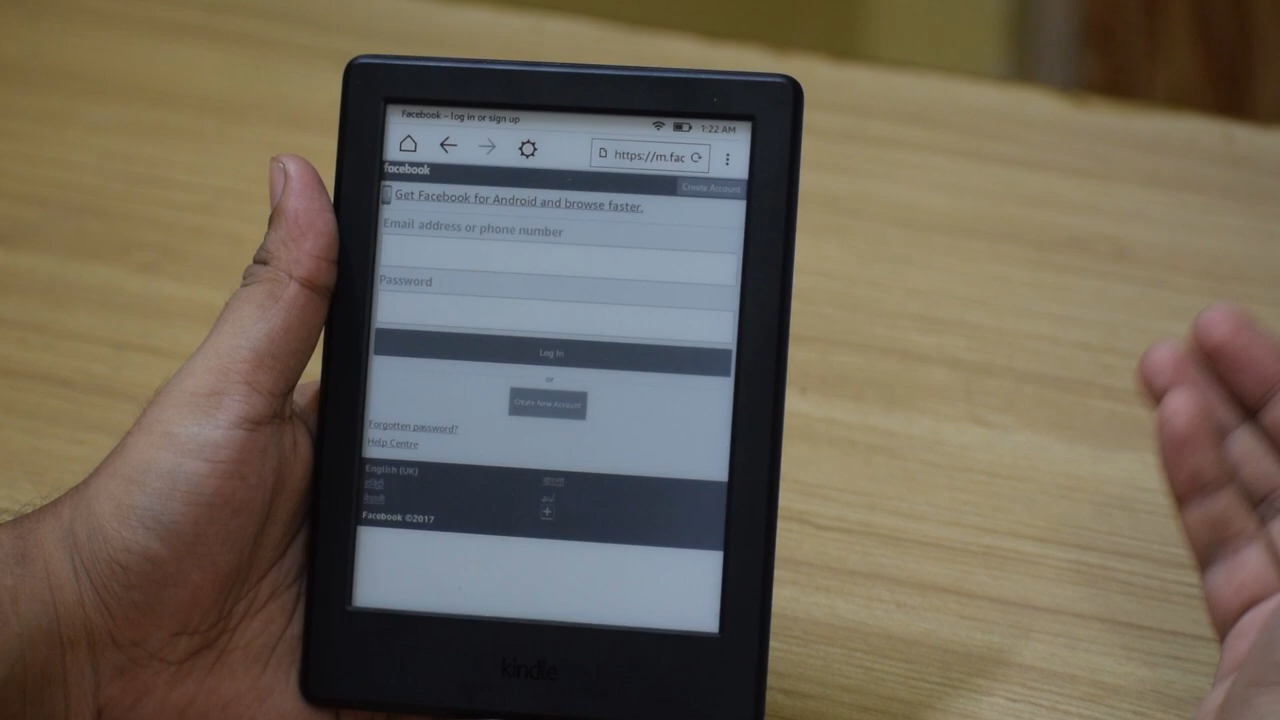 Facebook – log in or sign up
1:22 AM
https://m.fac
facebook
Create Account
Get Facebook for Android and browse faster.
Email address or phone number
Password
Log In
or
Create New Account
Forgotten password?
Help Centre
English (UK)
Facebook ©2017
kindle